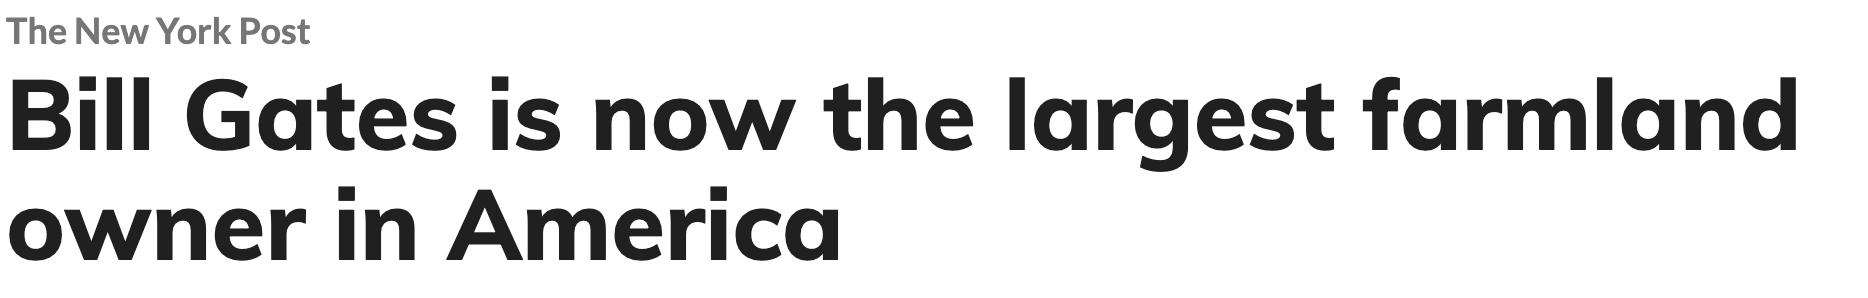 The New York Post
Bill Gates is now the largest farmland
owner in America